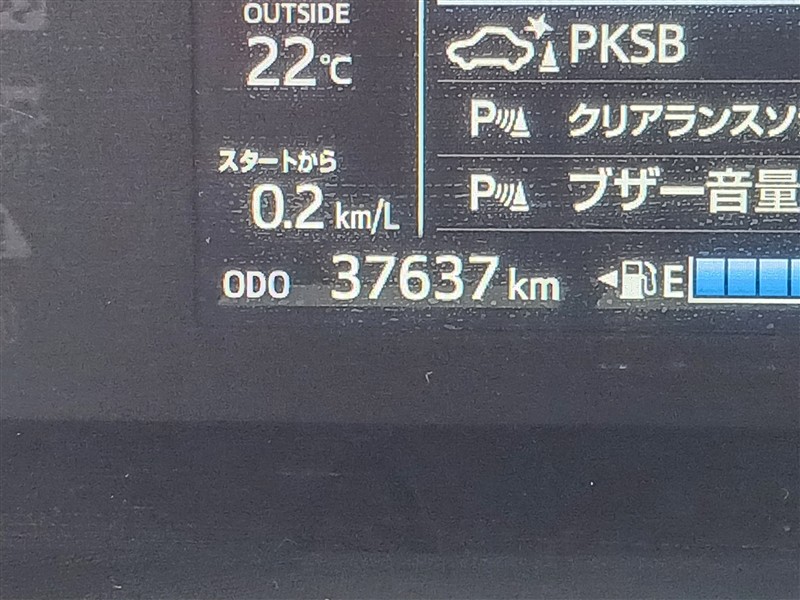 OUTSIDE
22℃
スタートから
0.2 km/L
ODO 37637 km
PKSB
P クリアランスソ
P ブザー音量
E